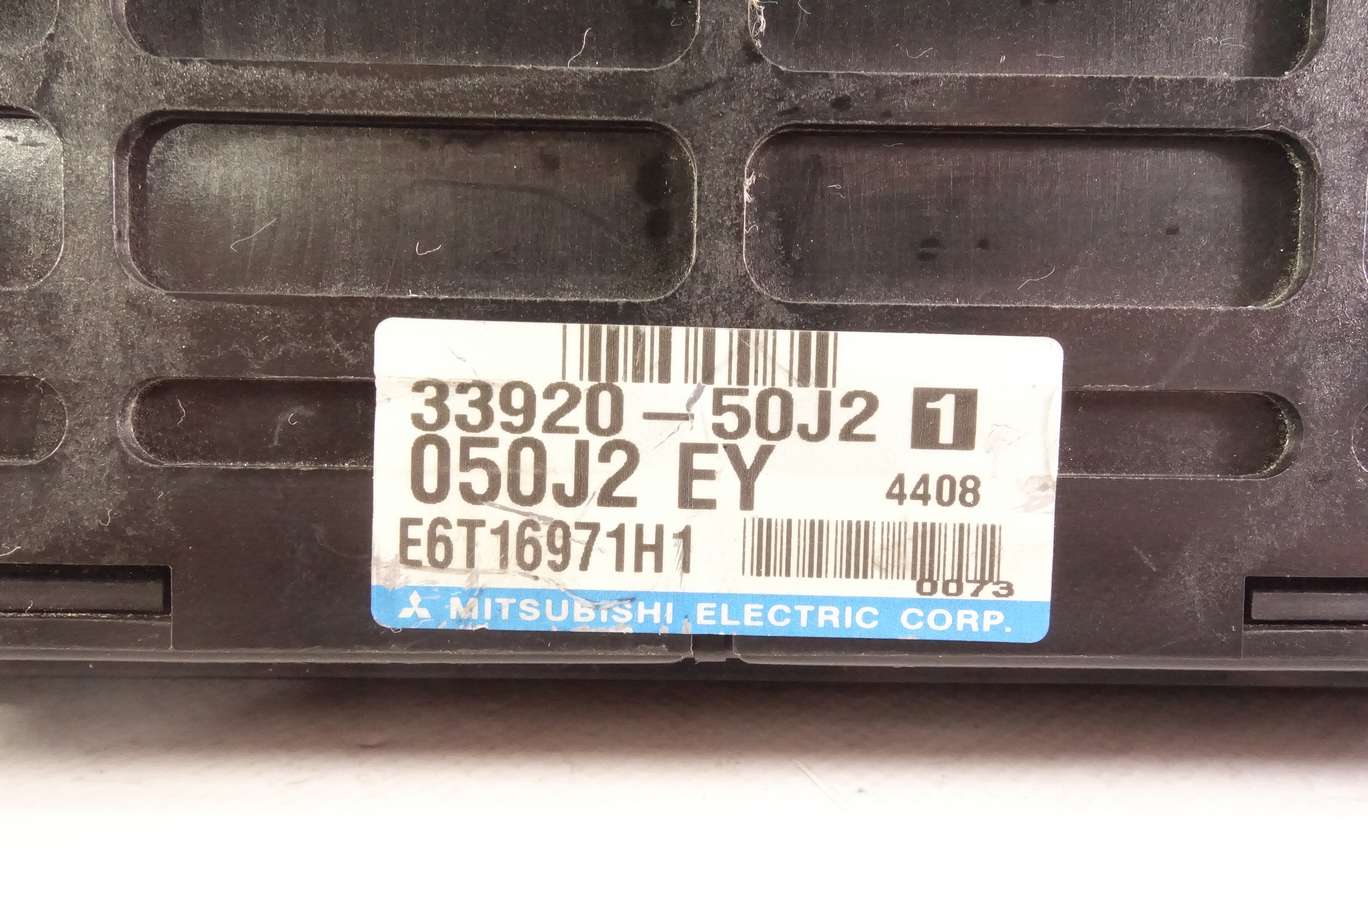 33920-50J2 1
050J2 EY 4408
E6T16971H1
0073
MITSUBISHI ELECTRIC CORP.